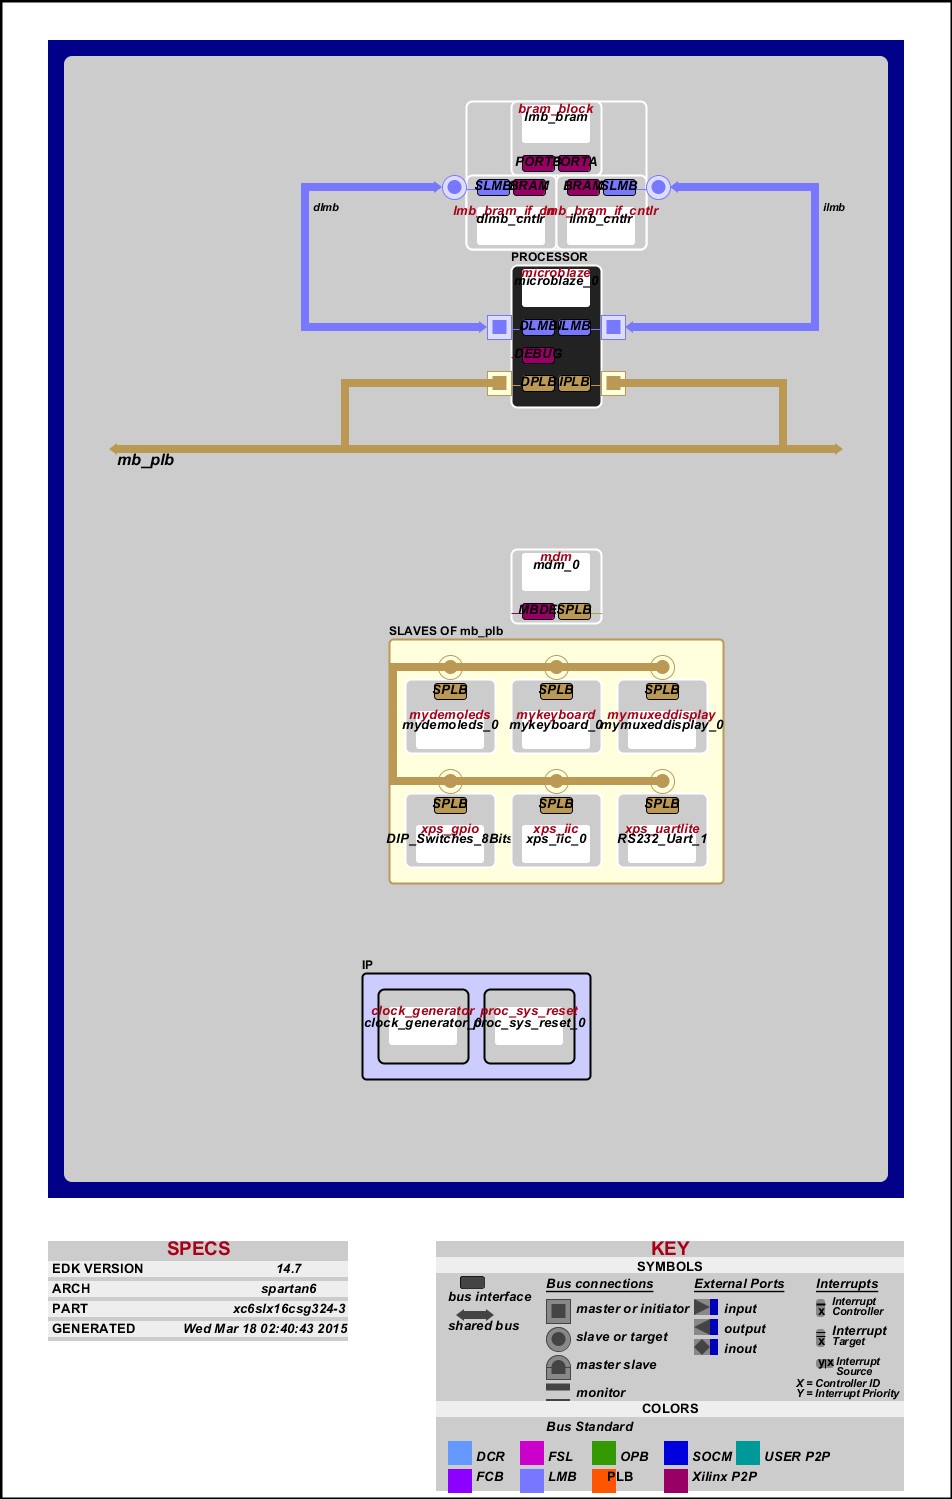 bram_block
lmb_bram
PORTB PORTA
SLMB BRAM BRAM SLMB
dlmb
ilmb
lmb_bram_if_cntlr
dlmb_cntlr ilmb_cntlr
PROCESSOR
microblaze
microblaze_0
DLMB ILMB
DEBUG
DPLB IPLB
mb_plb
mdm
mdm_0
SPLB
SLAVES OF mb_plb
SPLB SPLB SPLB
mydemoleds mykeyboard mymuxeddisplay
mydemoleds_0 mykeyboard_0 mymuxeddisplay_0
SPLB SPLB SPLB
xps_gpio xps_iic xps_uartlite
DIP_Switches_8Bits xps_iic_0 RS232_Uart_1
IP
clock_generator proc_sys_reset
clock_generator_0 proc_sys_reset_0
SPECS
EDK VERSION 14.7
ARCH spartan6
PART xc6slx16csg324-3
GENERATED Wed Mar 18 02:40:43 2015
KEY
SYMBOLS
bus interface
shared bus
Bus connections
master or initiator
slave or target
master slave
monitor
External Ports
input
output
inout
Interrupts
x Interrupt
Controller
x Interrupt
Target
y x Interrupt
Source
X = Controller ID
Y = Interrupt Priority
COLORS
Bus Standard
DCR FSL OPB SOCM USER P2P
FCB LMB PLB Xilinx P2P